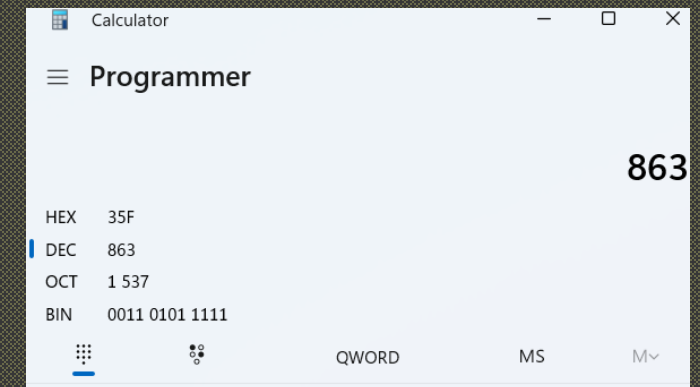 Calculator
Programmer
863
HEX 35F
DEC 863
OCT 1 537
BIN 0011 0101 1111
QWORD MS M